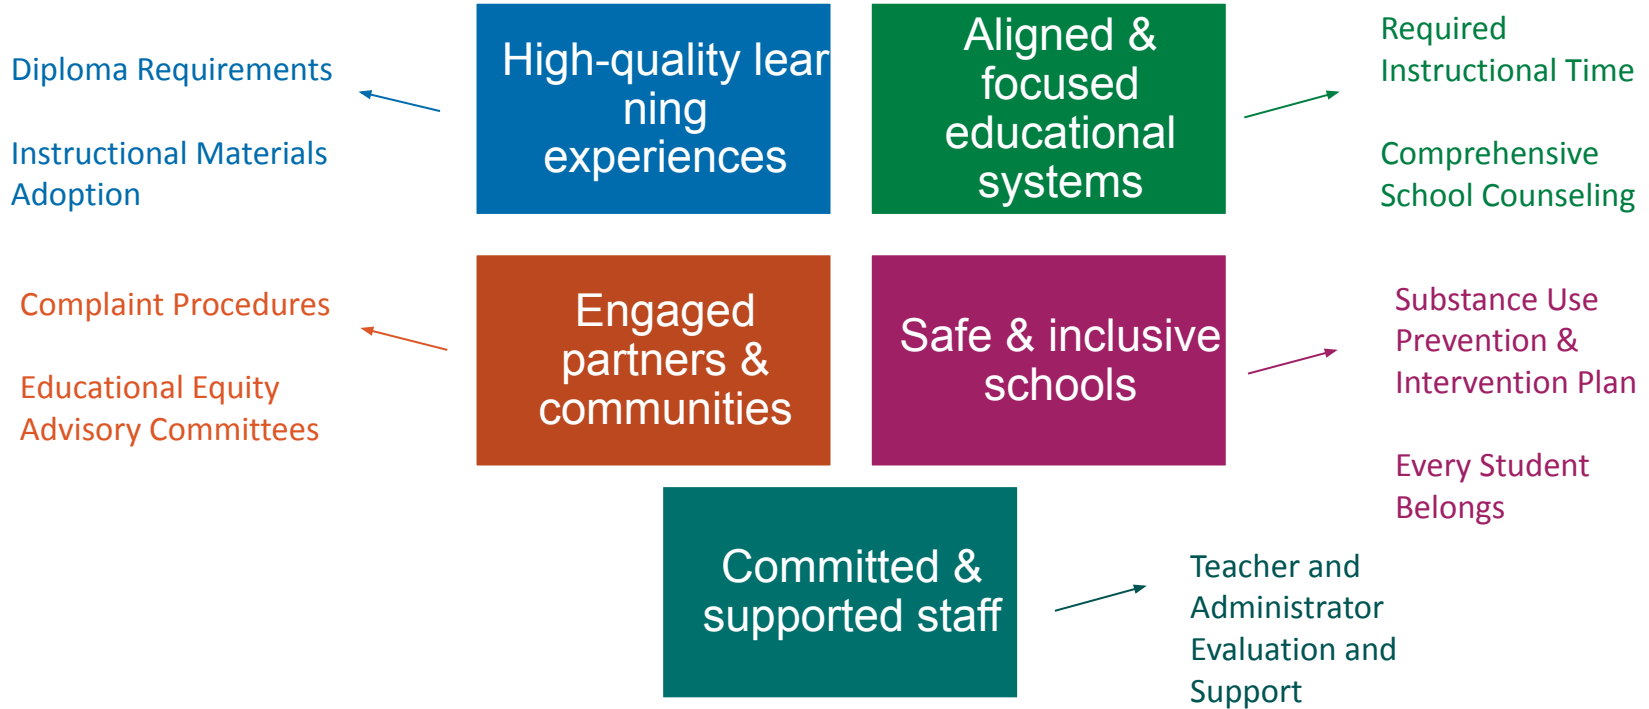 Diploma Requirements
Instructional Materials
Adoption
High-quality lear
ning
experiences
Aligned &
focused
educational
systems
Required
Instructional Time
Comprehensive
School Counseling
Complaint Procedures
Educational Equity
Advisory Committees
Engaged
partners &
communities
Safe & inclusive
schools
Substance Use
Prevention &
Intervention Plan
Every Student
Belongs
Committed &
supported staff
Teacher and
Administrator
Evaluation and
Support